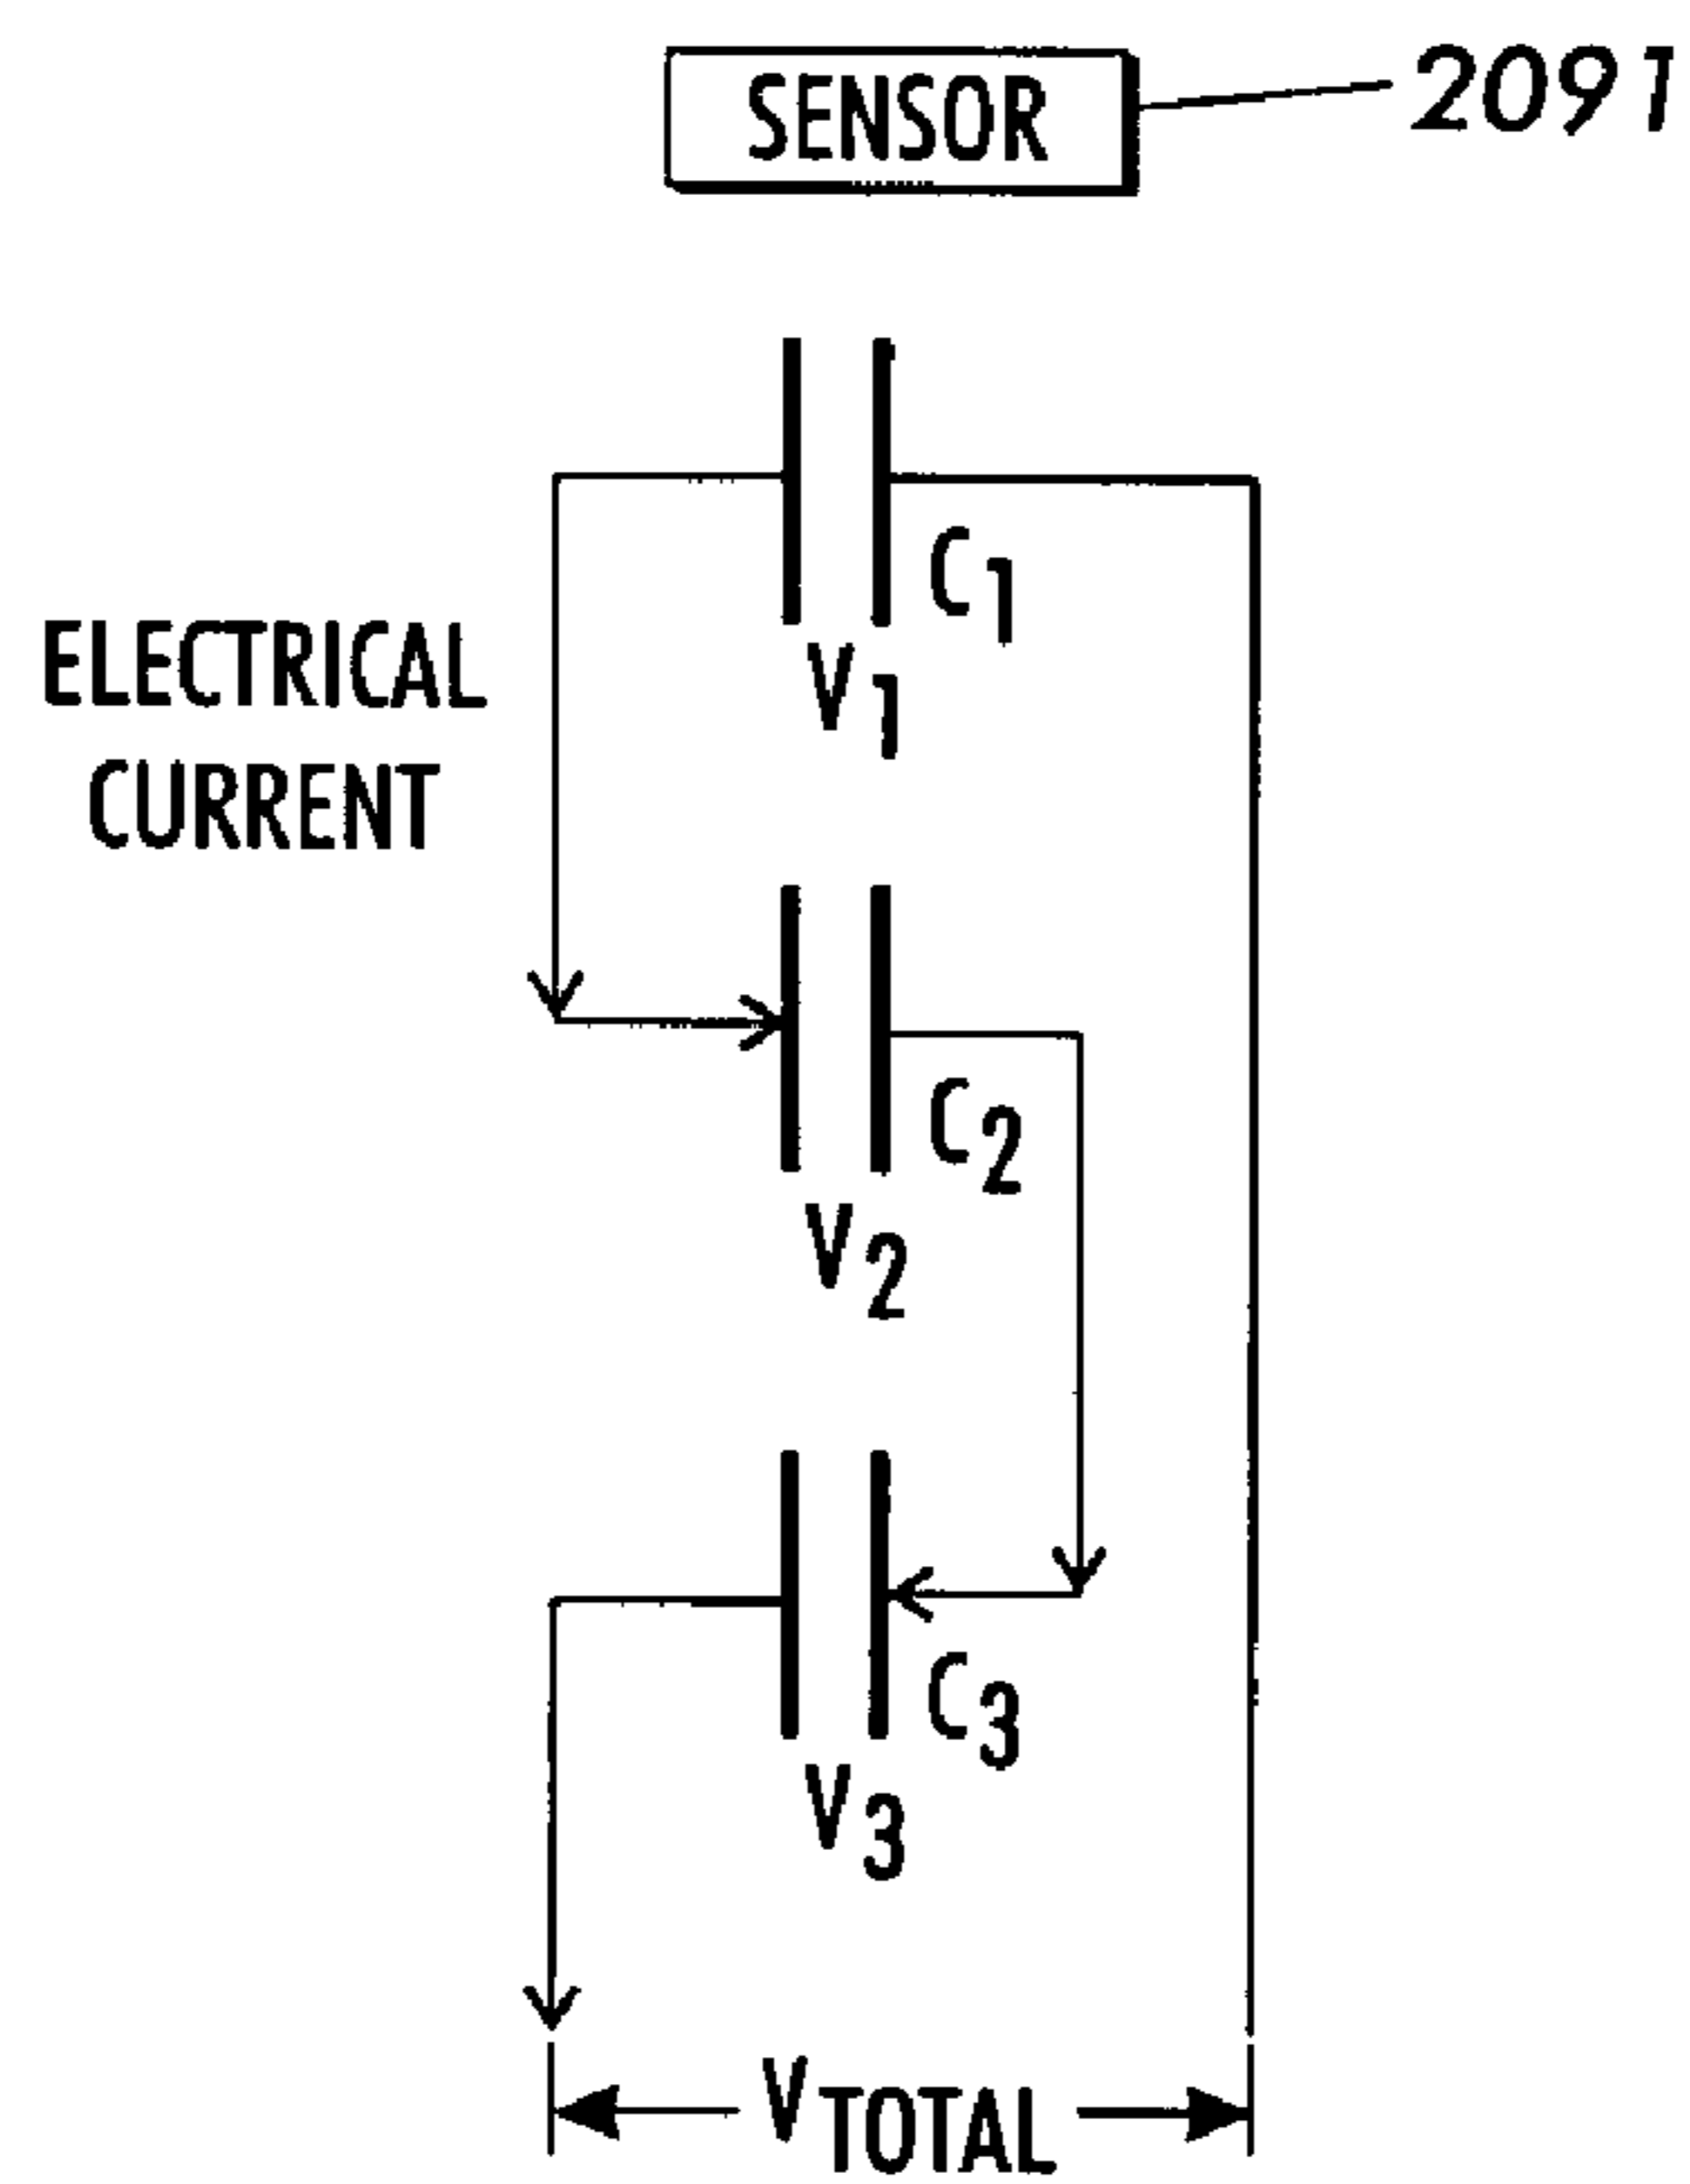 SENSOR
2091
C1
V1
ELECTRICAL
CURRENT
C2
V2
C3
V3
VTOTAL